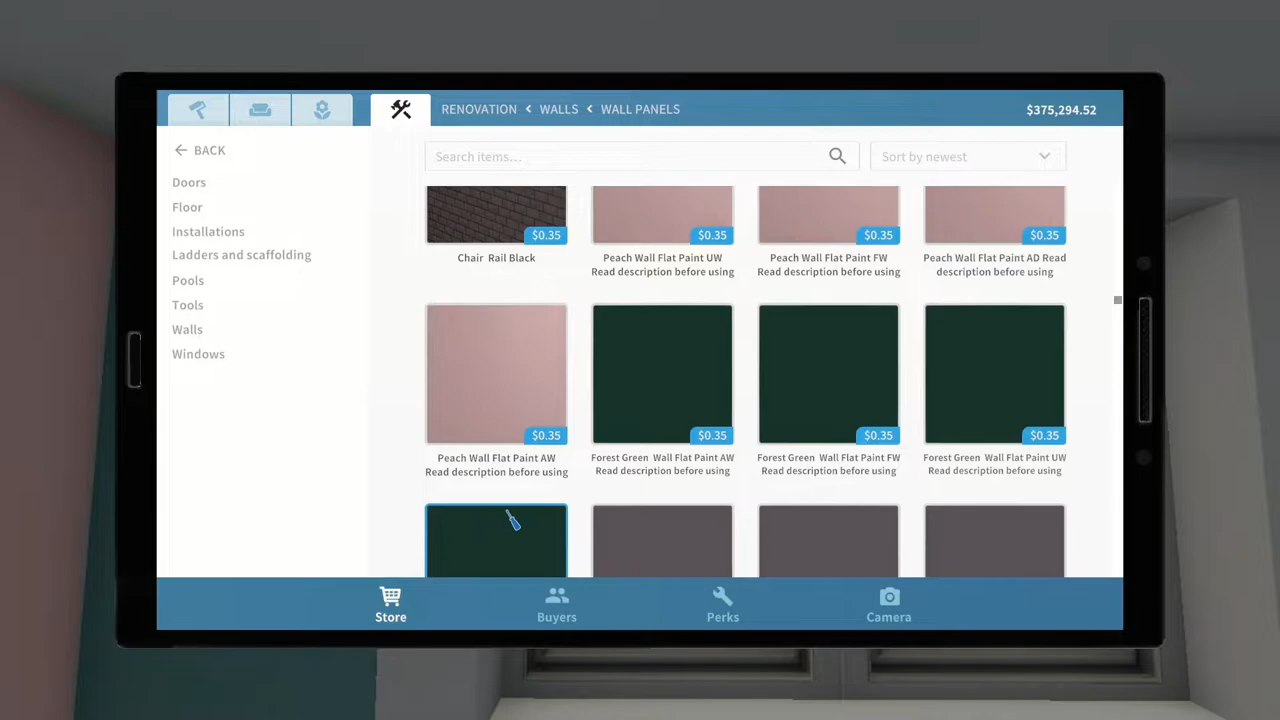 RENOVATION < WALLS < WALL PANELS
$375,294.52
BACK
Search items...
Sort by newest
Doors
Floor
Installations
Ladders and scaffolding
Pools
Tools
Walls
Windows
$0.35
$0.35
$0.35
$0.35
Chair Rail Black
Peach Wall Flat Paint UW
Read description before using
Peach Wall Flat Paint FW
Read description before using
Peach Wall Flat Paint AD Read
description before using
$0.35
$0.35
$0.35
$0.35
Peach Wall Flat Paint AW
Read description before using
Forest Green Wall Flat Paint AW
Read description before using
Forest Green Wall Flat Paint FW
Read description before using
Forest Green Wall Flat Paint UW
Read description before using
Store
Buyers
Perks
Camera